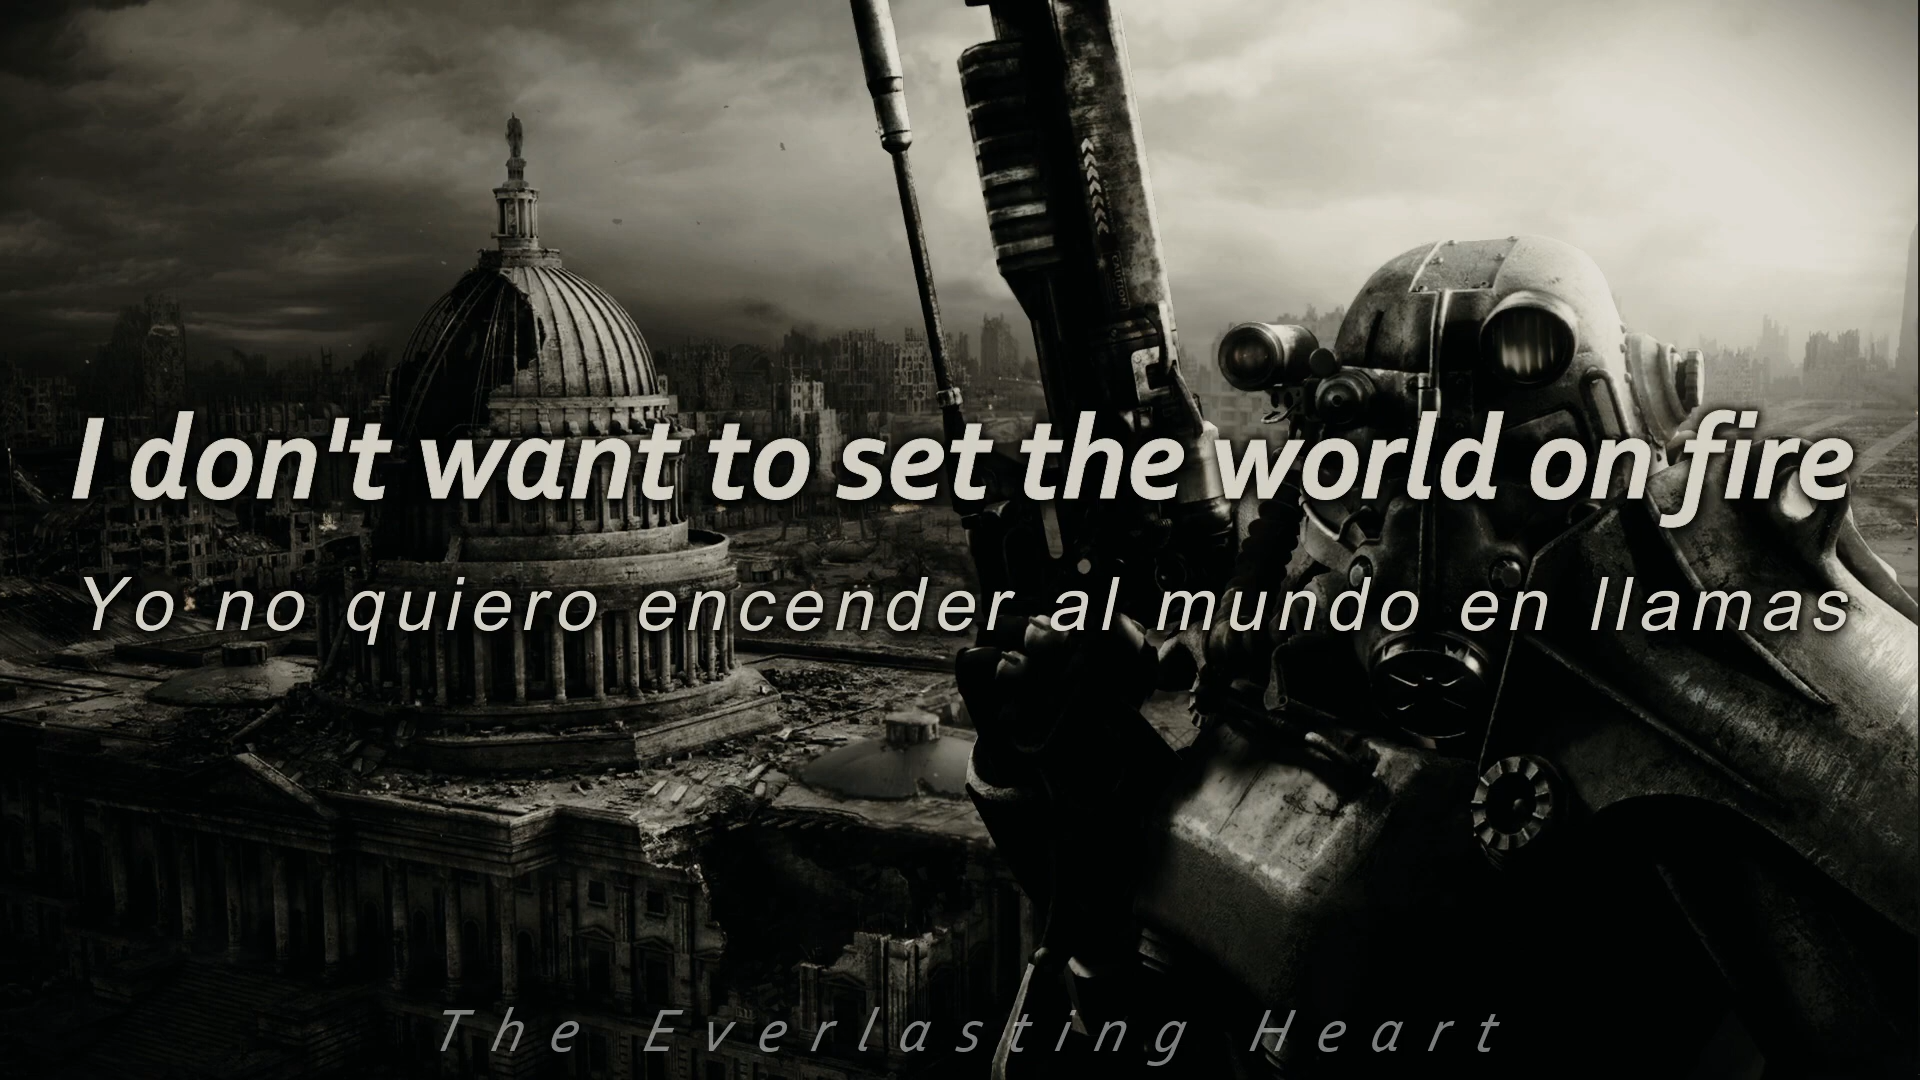 I don't want to set the world on fire
Yo no quiero encender al mundo en llamas
The Everlasting Heart